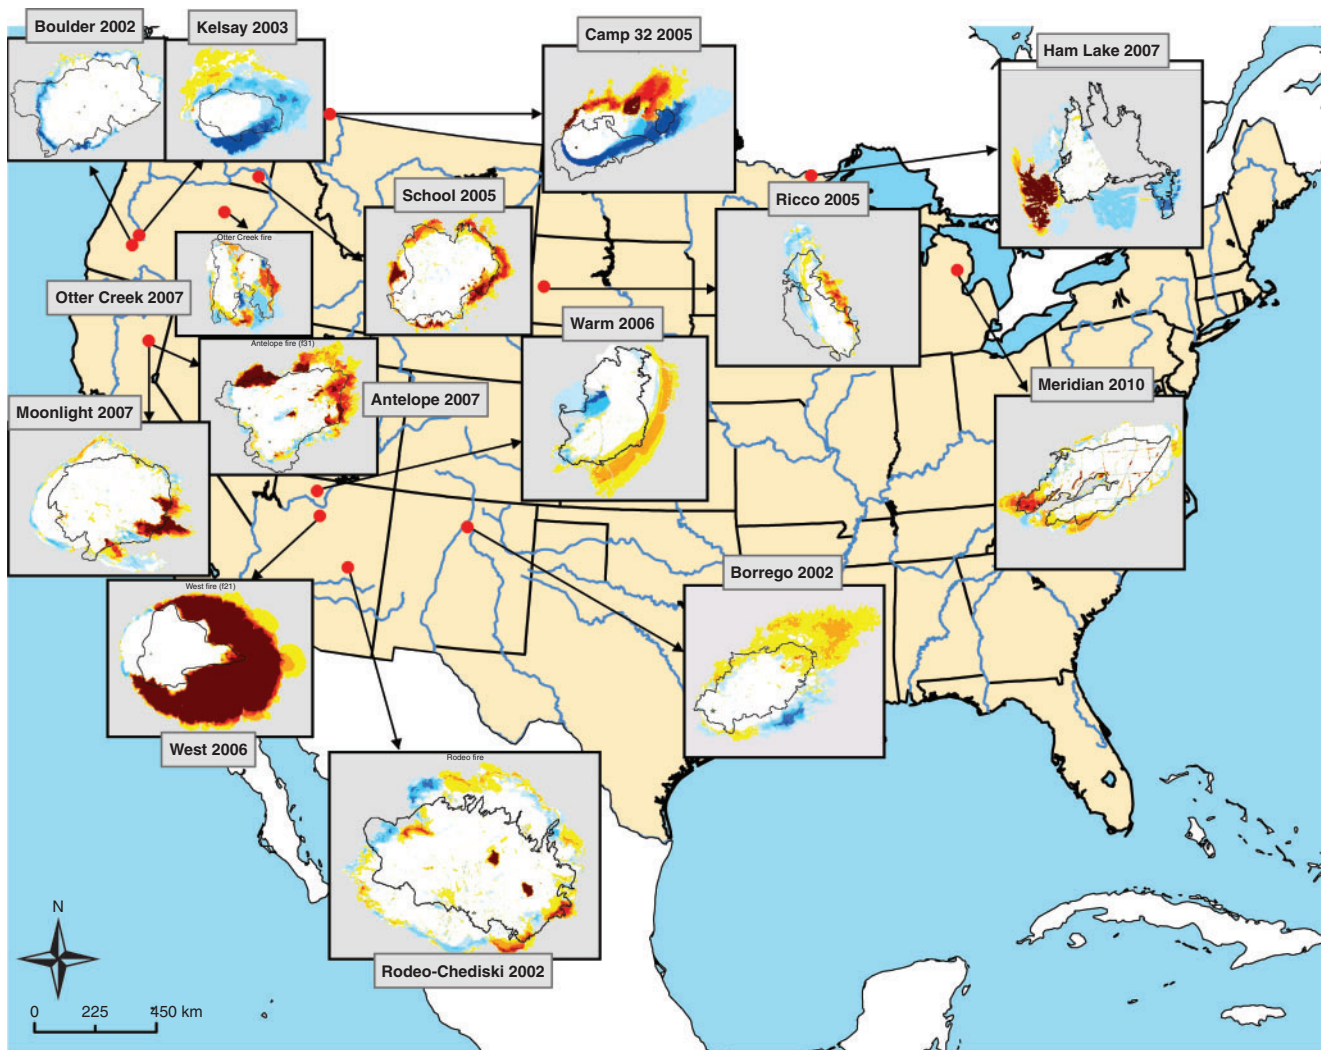 Boulder 2002
Kelsay 2003
Camp 32 2005
Ham Lake 2007
School 2005
Ricco 2005
Otter Creek fire
Otter Creek 2007
Warm 2006
Antelope fire (f31)
Antelope 2007
Meridian 2010
Moonlight 2007
Borrego 2002
West fire (f21)
West 2006
Rodeo fire
N
Rodeo-Chediski 2002
0 225 450 km